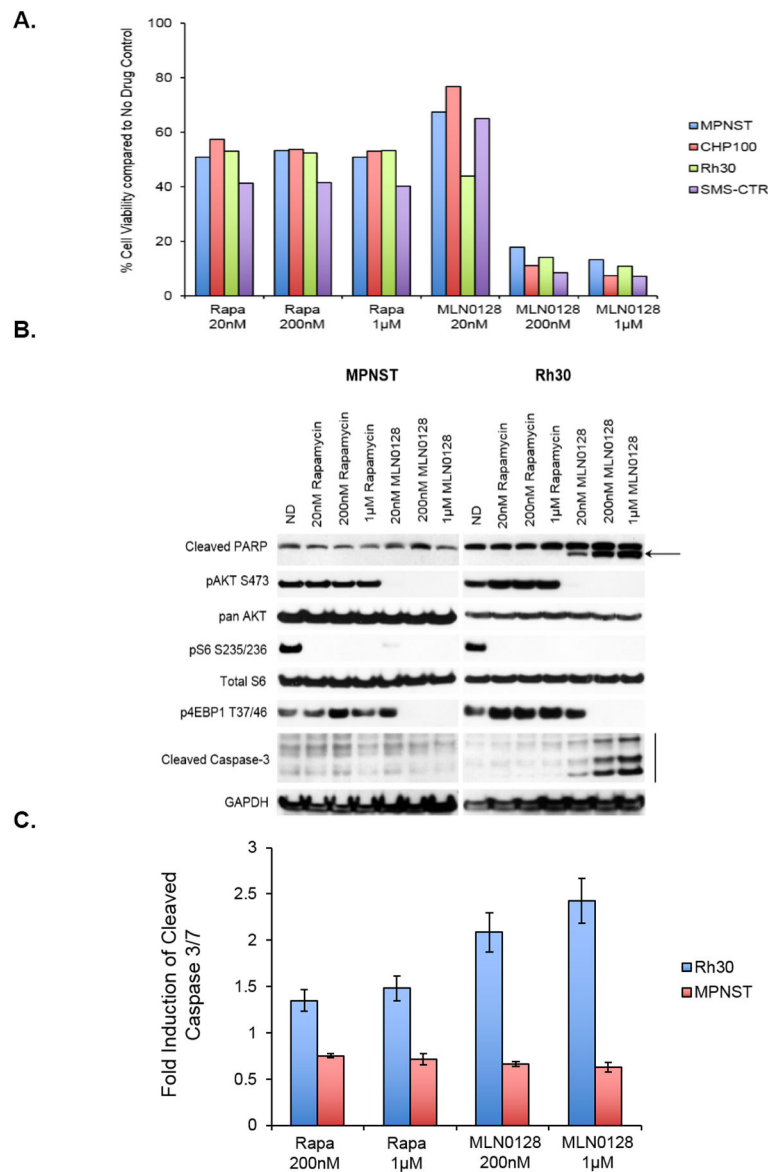 A.
% Cell Viability compared to No Drug Control
100
80
60
40
20
0
Rapa
20nM
Rapa
200nM
Rapa
1µM
MLN0128
20nM
MLN0128
200nM
MLN0128
1µM
MPNST
CHP100
Rh30
SMS-CTR
B.
MPNST
Rh30
ND
20nM Rapamycin
200nM Rapamycin
1µM Rapamycin
20nM MLN0128
200nM MLN0128
1µM MLN0128
ND
20nM Rapamycin
200nM Rapamycin
1µM Rapamycin
20nM MLN0128
200nM MLN0128
1µM MLN0128
Cleaved PARP
pAKT S473
pan AKT
pS6 S235/236
Total S6
p4EBP1 T37/46
Cleaved Caspase-3
GAPDH
C.
Fold Induction of Cleaved
Caspase 3/7
3
2.5
2
1.5
1
0.5
0
Rapa
200nM
Rapa
1µM
MLN0128
200nM
MLN0128
1µM
Rh30
MPNST